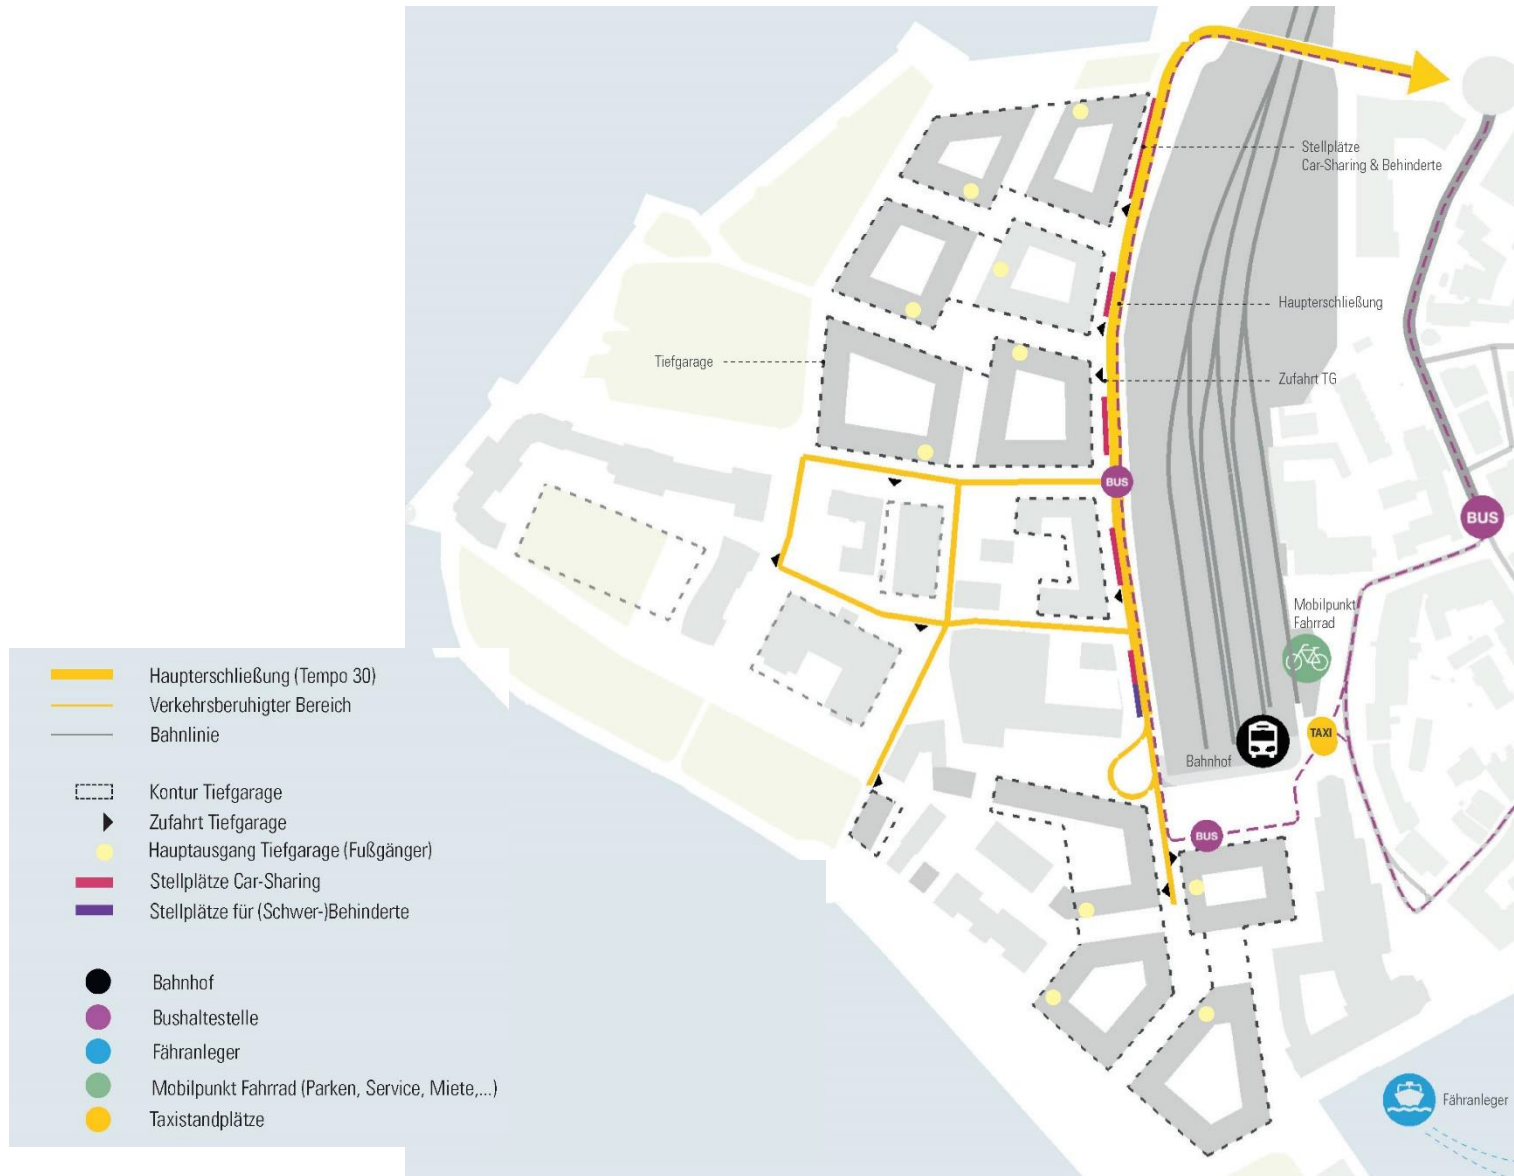 Stellplätze
Car-Sharing & Behinderte
Haupterschließung
Tiefgarage
Zufahrt TG
BUS
BUS
Mobilpunkt
Fahrrad
TAXI
Bahnhof
BUS
Fähranleger
Haupterschließung (Tempo 30)
Verkehrsberuhigter Bereich
Bahnlinie
Kontur Tiefgarage
Zufahrt Tiefgarage
Hauptausgang Tiefgarage (Fußgänger)
Stellplätze Car-Sharing
Stellplätze für (Schwer-)Behinderte
Bahnhof
Bushaltestelle
Fähranleger
Mobilpunkt Fahrrad (Parken, Service, Miete,...)
Taxistandplätze